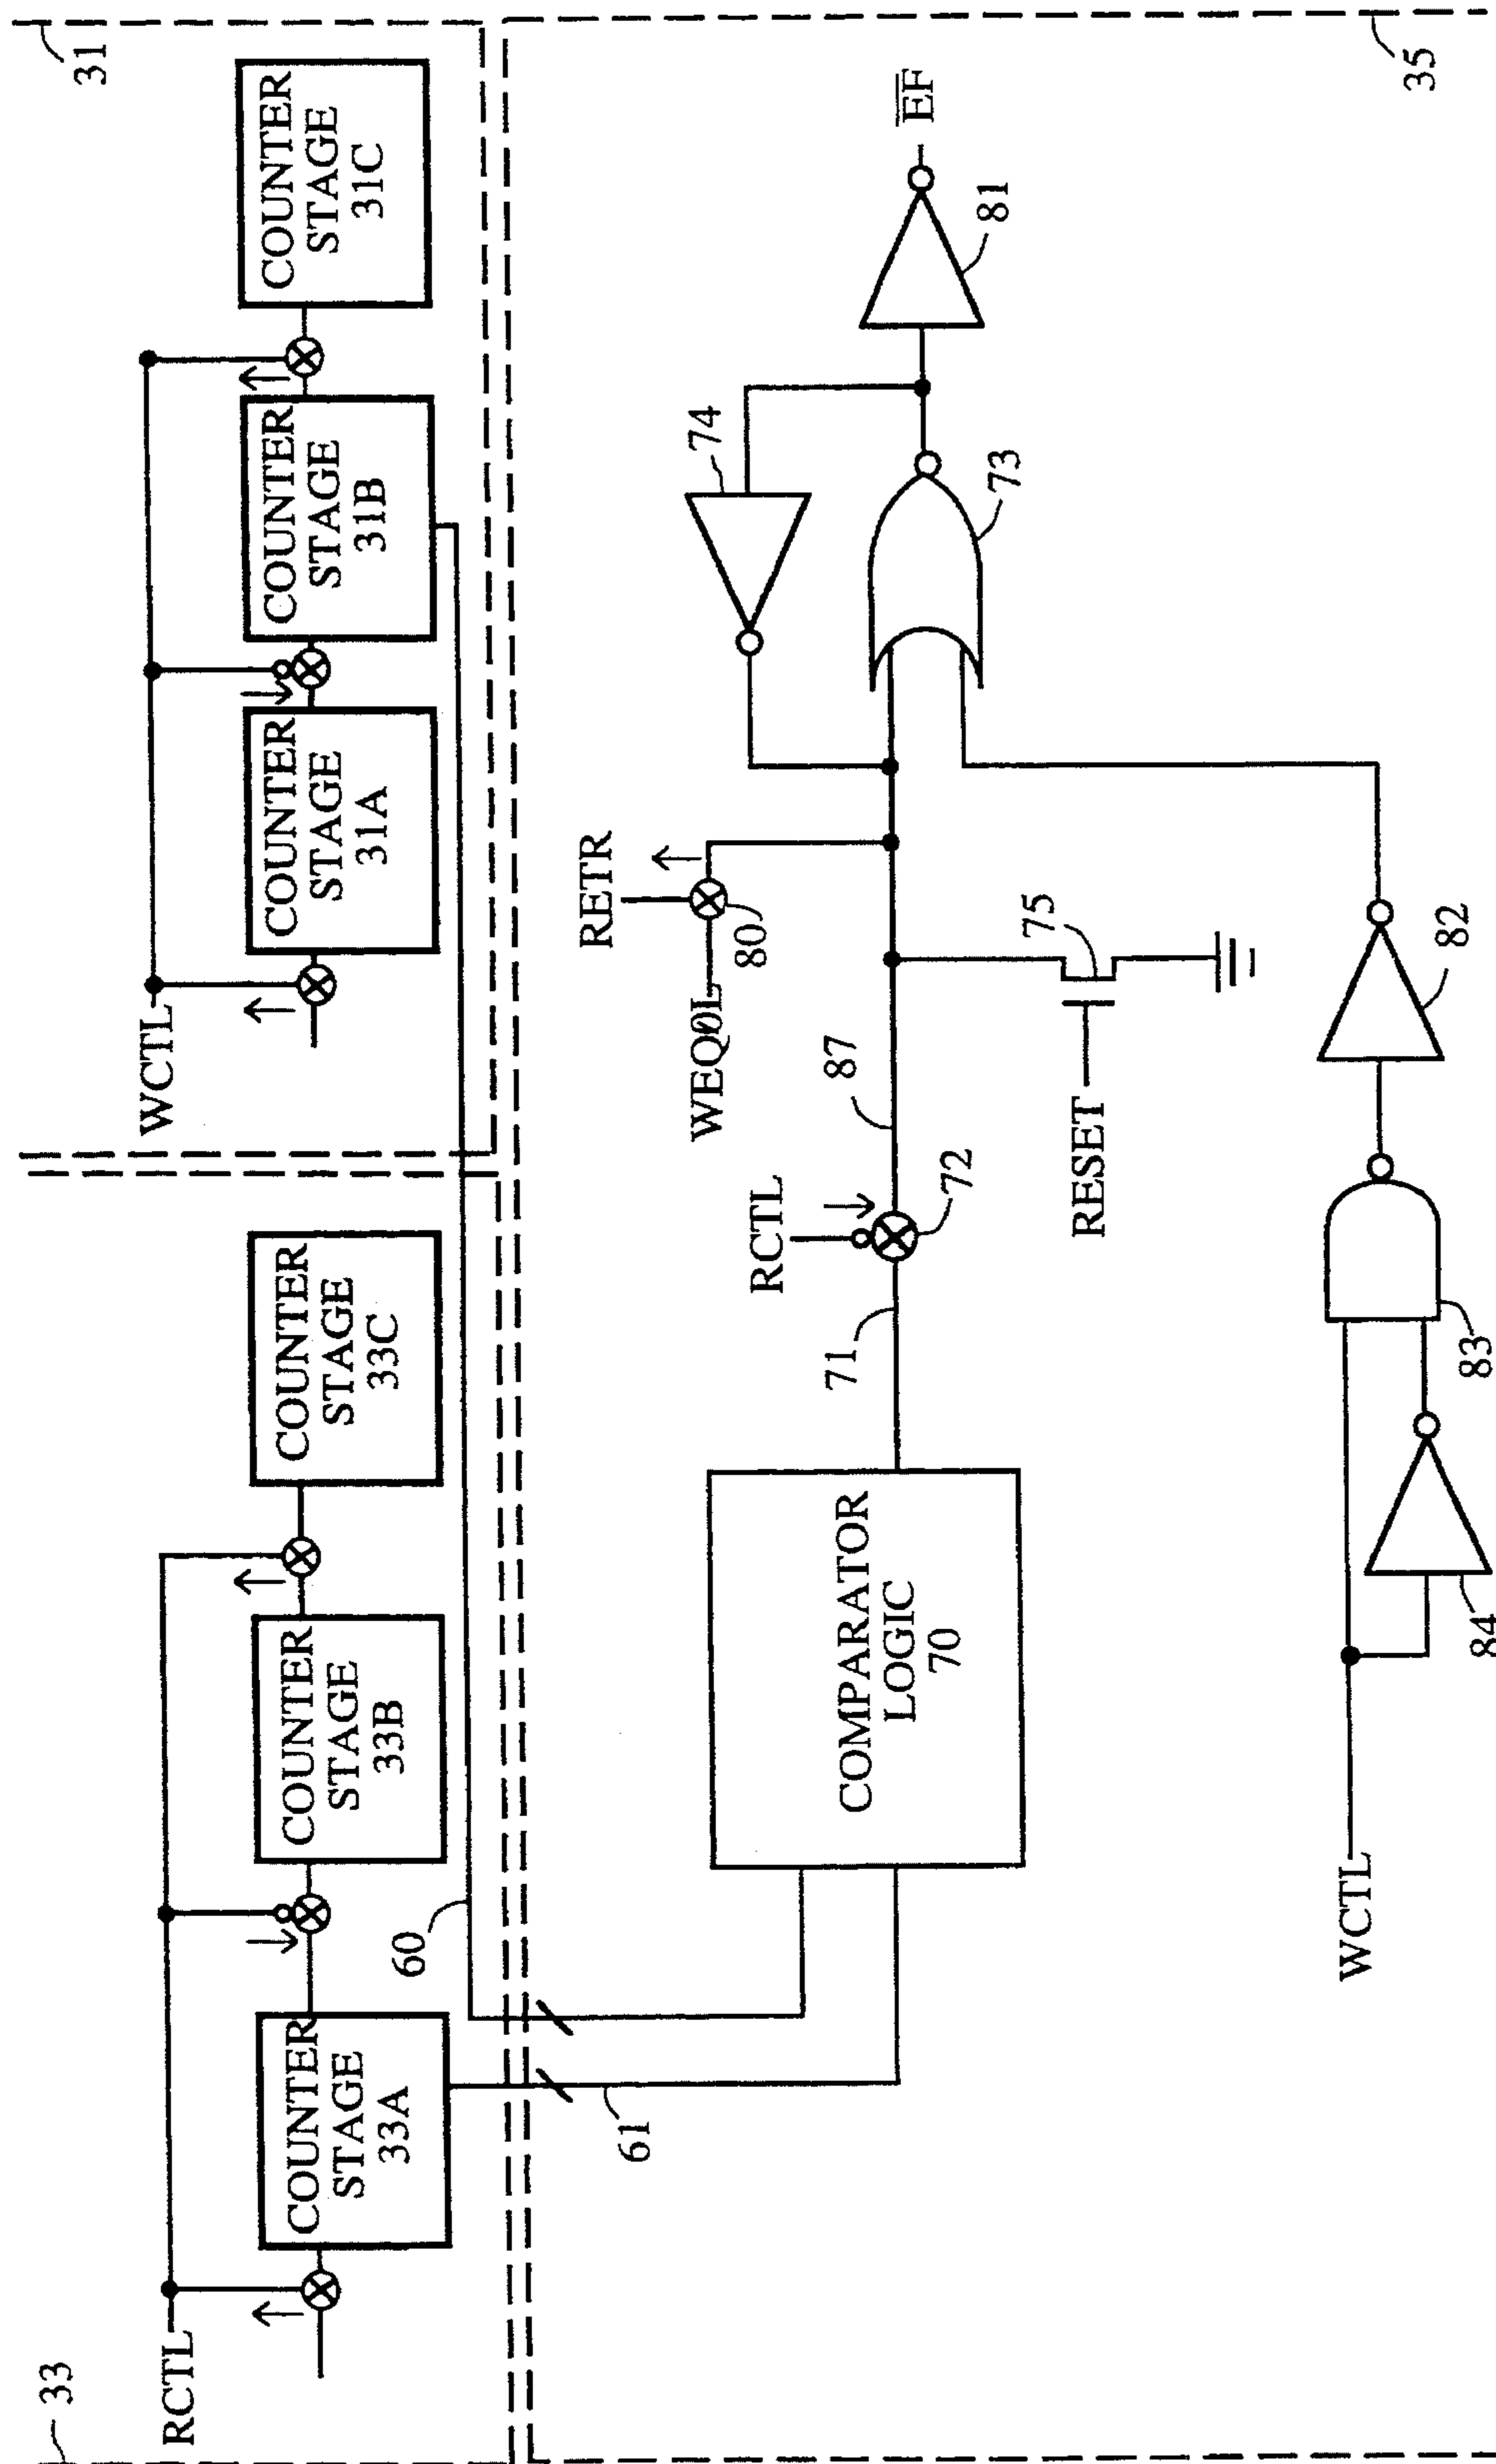 33
RCTL
COUNTER
STAGE
33A
COUNTER
STAGE
33B
COUNTER
STAGE
33C
31
WCTL
COUNTER
STAGE
31A
COUNTER
STAGE
31B
COUNTER
STAGE
31C
60
61
COMPARATOR
LOGIC
70
71
RCTL
72
87
WEQ0L
RETR
80
RESET
75
74
73
81
EF
35
WCTL
84
83
82